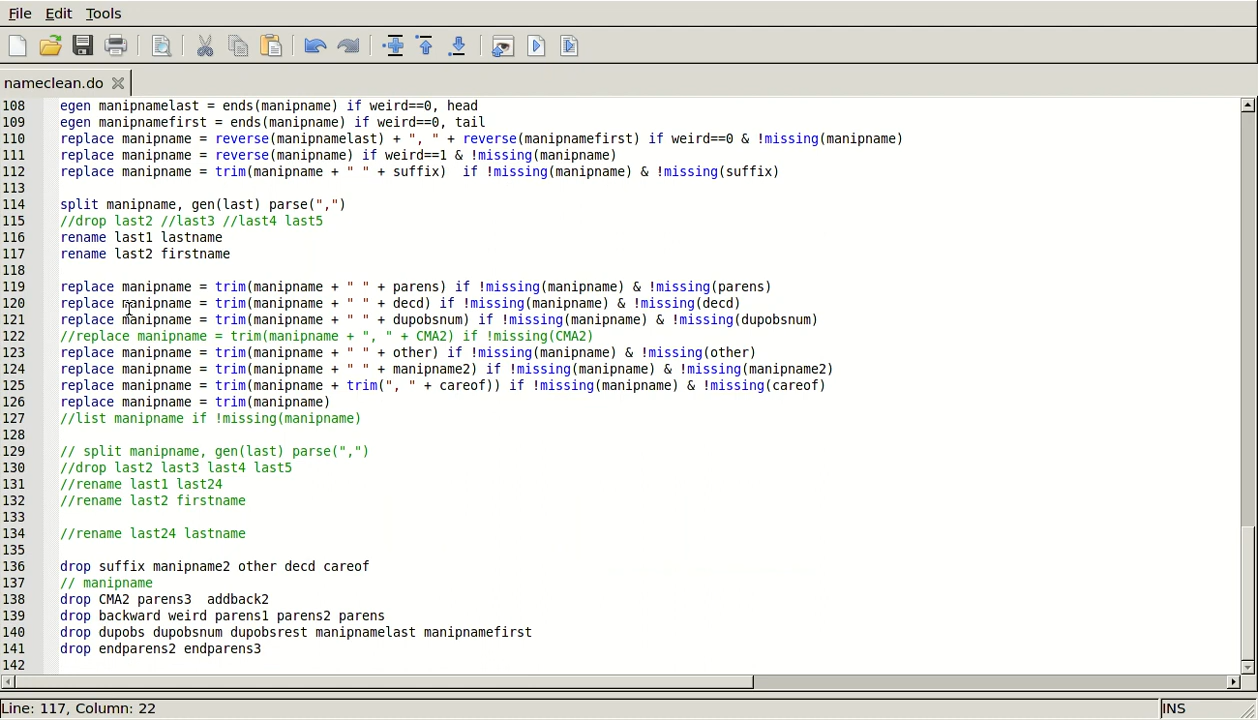 File Edit Tools
nameclean.do
108 egen manipnamelast = ends(manipname) if weird==0, head
109 egen manipnamefirst = ends(manipname) if weird==0, tail
110 replace manipname = reverse(manipnamelast) + ", " + reverse(manipnamefirst) if weird==0 & !missing(manipname)
111 replace manipname = reverse(manipname) if weird==1 & !missing(manipname)
112 replace manipname = trim(manipname + " " + suffix)  if !missing(manipname) & !missing(suffix)
113
114 split manipname, gen(last) parse(",")
115 //drop last2 //last3 //last4 last5
116 rename last1 lastname
117 rename last2 firstname
118
119 replace manipname = trim(manipname + " " + parens) if !missing(manipname) & !missing(parens)
120 replace manipname = trim(manipname + " " + decd) if !missing(manipname) & !missing(decd)
121 replace manipname = trim(manipname + " " + dupobsnum) if !missing(manipname) & !missing(dupobsnum)
122 //replace manipname = trim(manipname + ", " + CMA2) if !missing(CMA2)
123 replace manipname = trim(manipname + " " + other) if !missing(manipname) & !missing(other)
124 replace manipname = trim(manipname + " " + manipname2) if !missing(manipname) & !missing(manipname2)
125 replace manipname = trim(manipname + trim(", " + careof)) if !missing(manipname) & !missing(careof)
126 replace manipname = trim(manipname)
127 //list manipname if !missing(manipname)
128
129 // split manipname, gen(last) parse(",")
130 //drop last2 last3 last4 last5
131 //rename last1 last24
132 //rename last2 firstname
133
134 //rename last24 lastname
135
136 drop suffix manipname2 other decd careof
137 // manipname
138 drop CMA2 parens3  addback2
139 drop backward weird parens1 parens2 parens
140 drop dupobs dupobsnum dupobsrest manipnamelast manipnamefirst
141 drop endparens2 endparens3
142
Line: 117, Column: 22 INS